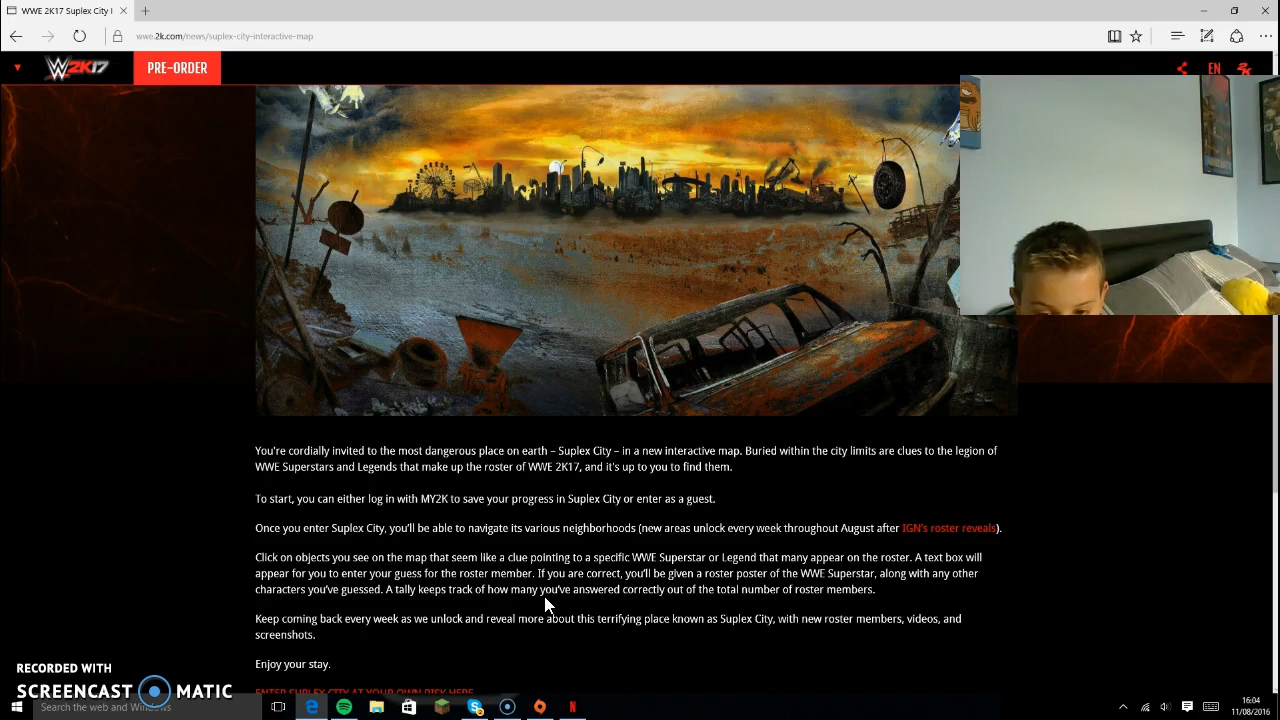 WWE 2K17 Suplex City I
wwe.2k.com/news/suplex-city-interactive-map
W2K17 PRE-ORDER EN
You're cordially invited to the most dangerous place on earth – Suplex City – in a new interactive map. Buried within the city limits are clues to the legion of
WWE Superstars and Legends that make up the roster of WWE 2K17, and it's up to you to find them.
To start, you can either log in with MY2K to save your progress in Suplex City or enter as a guest.
Once you enter Suplex City, you'll be able to navigate its various neighborhoods (new areas unlock every week throughout August after IGN's roster reveals).
Click on objects you see on the map that seem like a clue pointing to a specific WWE Superstar or Legend that many appear on the roster. A text box will
appear for you to enter your guess for the roster member. If you are correct, you'll be given a roster poster of the WWE Superstar, along with any other
characters you've guessed. A tally keeps track of how many you've answered correctly out of the total number of roster members.
Keep coming back every week as we unlock and reveal more about this terrifying place known as Suplex City, with new roster members, videos, and
screenshots.
Enjoy your stay.
ENTER SUPLEX CITY AT YOUR OWN RISK HERE
RECORDED WITH
SCREENCAST MATIC
Search the web and Windows
16:04
11/08/2016